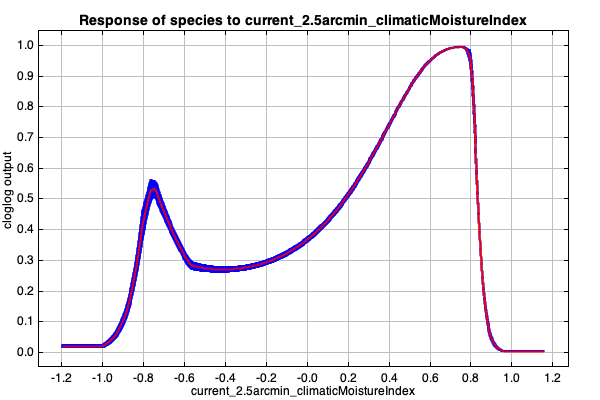 Response of species to current_2.5arcmin_climaticMoistureIndex
1.0
0.9
0.8
0.7
0.6
0.5
0.4
0.3
0.2
0.1
0.0
cloglog output
-1.2 -1.0 -0.8 -0.6 -0.4 -0.2 0.0 0.2 0.4 0.6 0.8 1.0 1.2
current_2.5arcmin_climaticMoistureIndex